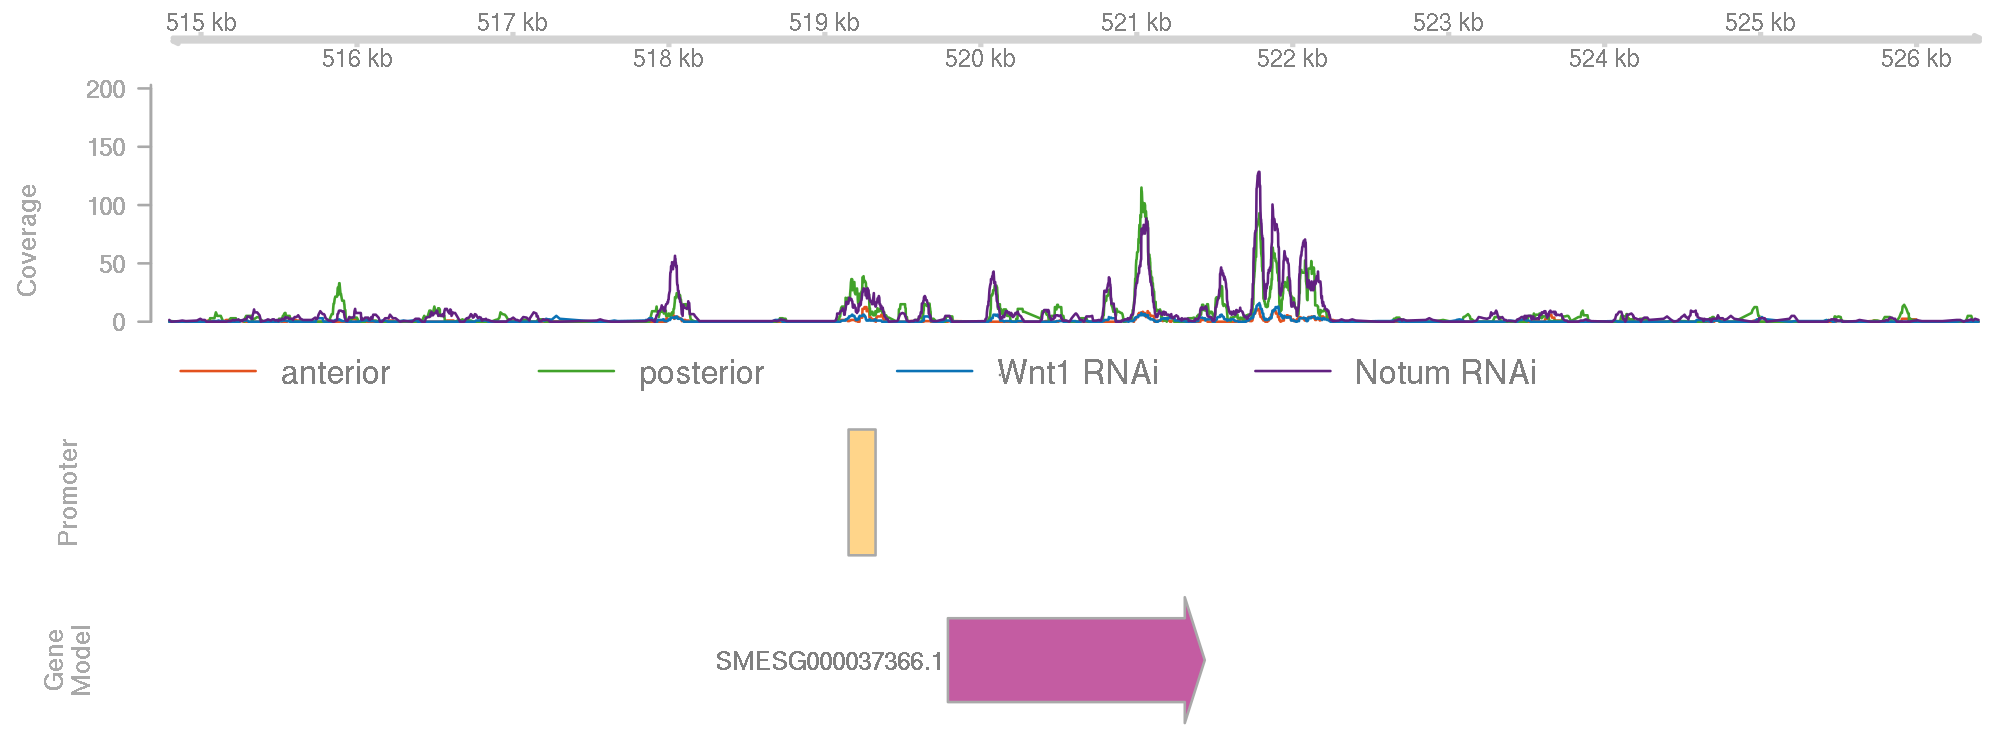 515 kb 517 kb 519 kb 521 kb 523 kb 525 kb
516 kb 518 kb 520 kb 522 kb 524 kb 526 kb
200
150
100
50
0
Coverage
anterior posterior Wnt1 RNAi Notum RNAi
Promoter
Gene
Model
SMESG000037366.1